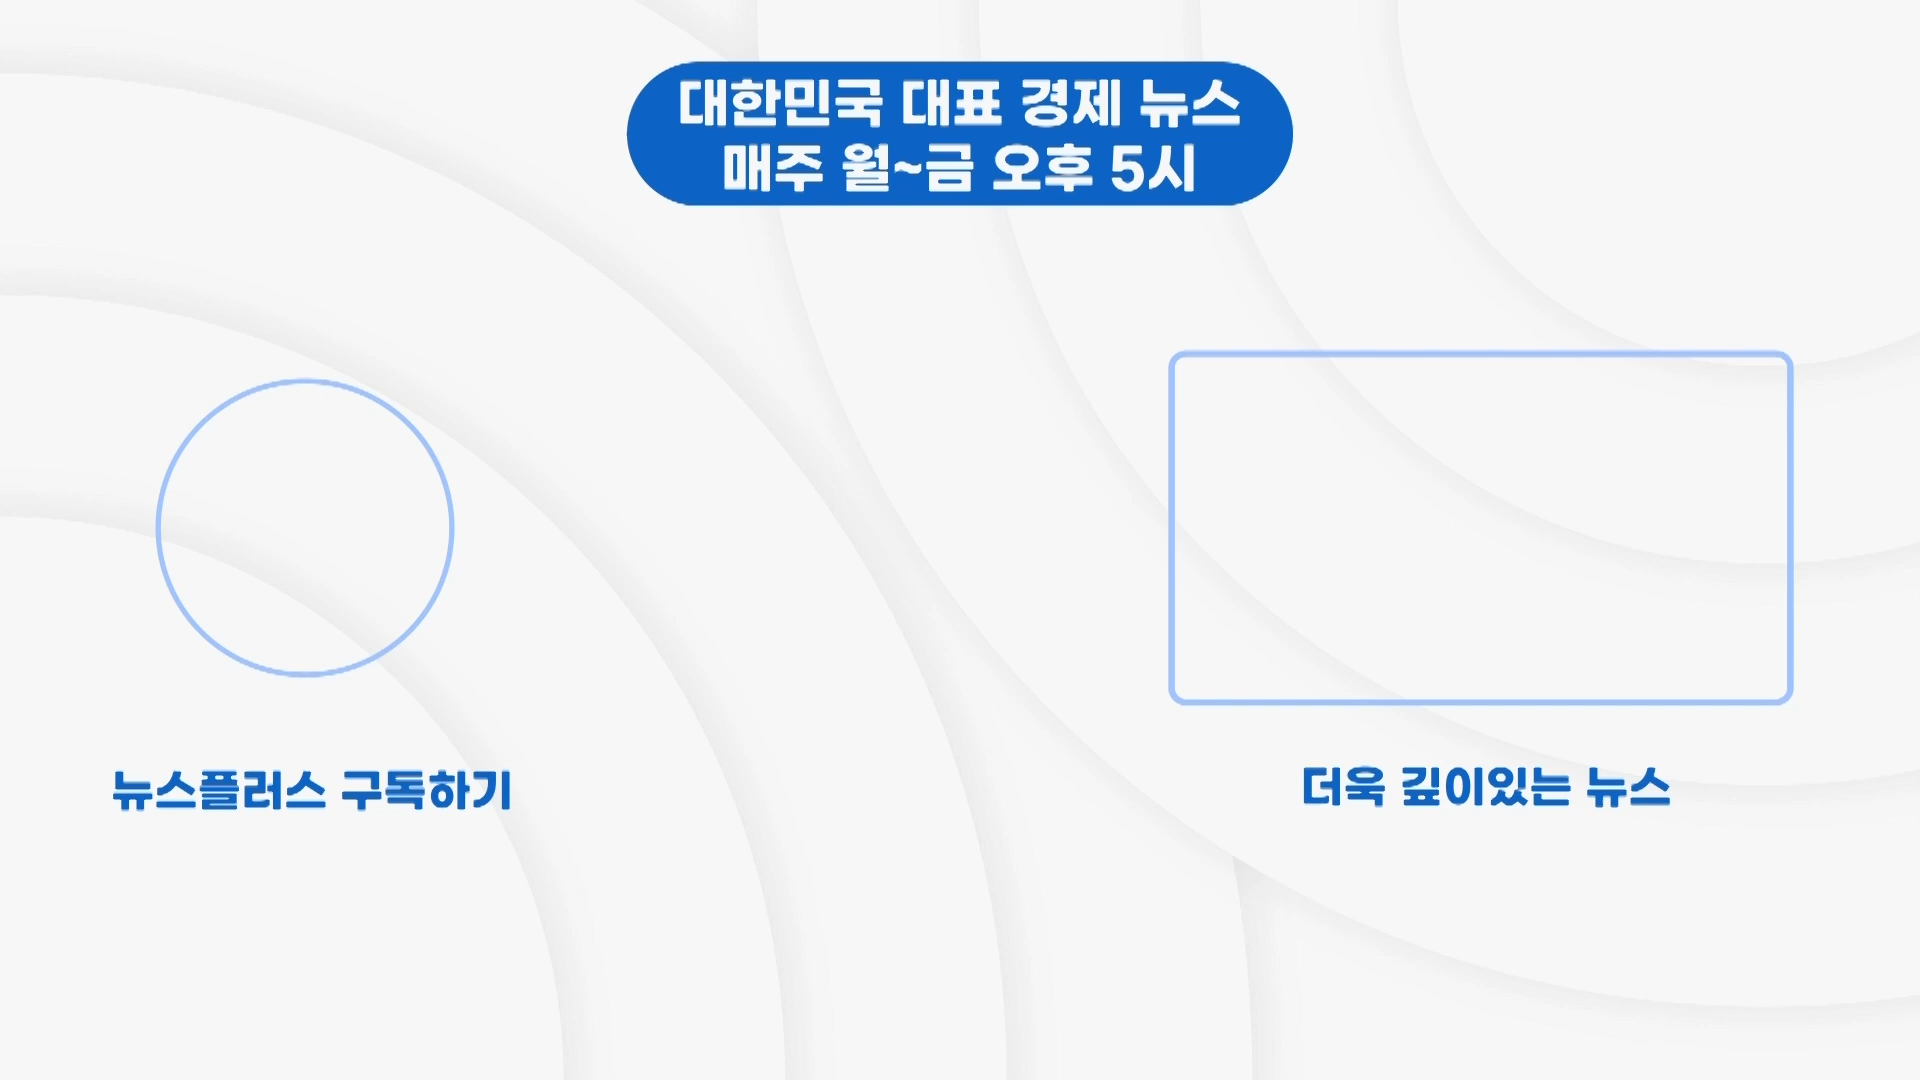 대한민국 대표 경제 뉴스
매주 월~금 오후 5시
뉴스플러스 구독하기
더욱 깊이있는 뉴스